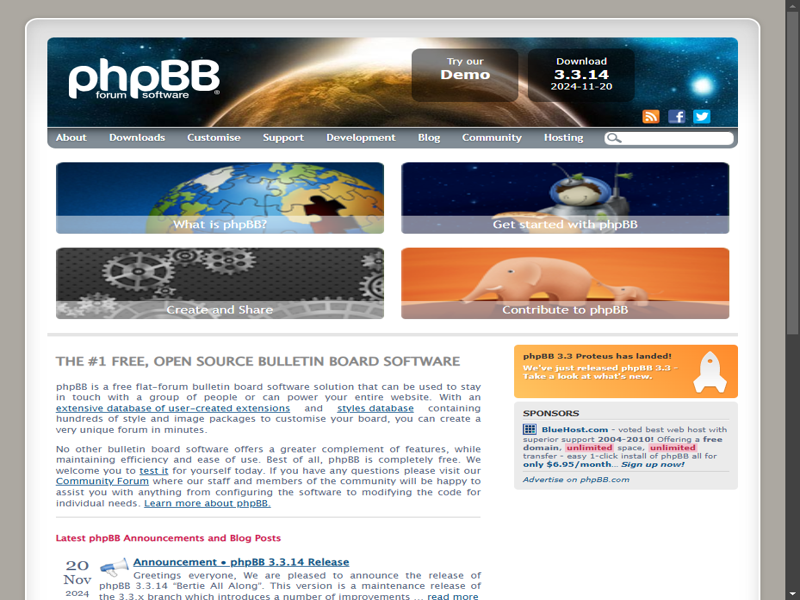 phpBB®
forum software
Try our
Demo
Download
3.3.14
2024-11-20
About Downloads Customise Support Development Blog Community Hosting
What is phpBB?
Get started with phpBB
Create and Share
Contribute to phpBB
THE #1 FREE, OPEN SOURCE BULLETIN BOARD SOFTWARE
phpBB is a free flat-forum bulletin board software solution that can be used to stay
in touch with a group of people or can power your entire website. With an
extensive database of user-created extensions and styles database containing
hundreds of style and image packages to customise your board, you can create a
very unique forum in minutes.
No other bulletin board software offers a greater complement of features, while
maintaining efficiency and ease of use. Best of all, phpBB is completely free. We
welcome you to test it for yourself today. If you have any questions please visit our
Community Forum where our staff and members of the community will be happy to
assist you with anything from configuring the software to modifying the code for
individual needs. Learn more about phpBB.
Latest phpBB Announcements and Blog Posts
20
Nov
2024
Announcement • phpBB 3.3.14 Release
Greetings everyone, We are pleased to announce the release of
phpBB 3.3.14 “Bertie All Along”. This version is a maintenance release of
the 3.3.x branch which introduces a number of improvements ... read more
phpBB 3.3 Proteus has landed!
We've just released phpBB 3.3 -
Take a look at what's new.
SPONSORS
BlueHost.com - voted best web host with
superior support 2004-2010! Offering a free
domain, unlimited space, unlimited
transfer - easy 1-click install of phpBB all for
only $6.95/month... Sign up now!
Advertise on phpBB.com